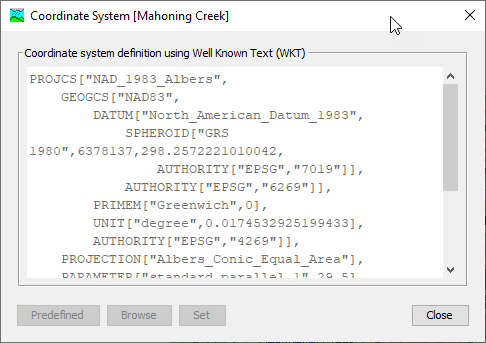 Coordinate System [Mahoning Creek]
Coordinate system definition using Well Known Text (WKT)
PROJCS["NAD_1983_Albers",
GEOGCS["NAD83",
DATUM["North_American_Datum_1983",
SPHEROID["GRS
1980",6378137,298.2572221010042,
AUTHORITY["EPSG","7019"]],
AUTHORITY["EPSG","6269"]],
PRIMEM["Greenwich",0],
UNIT["degree",0.0174532925199433],
AUTHORITY["EPSG","4269"]],
PROJECTION["Albers_Conic_Equal_Area"],
PARAMETER["standard_parallel_1",29.5],
Predefined Browse Set Close